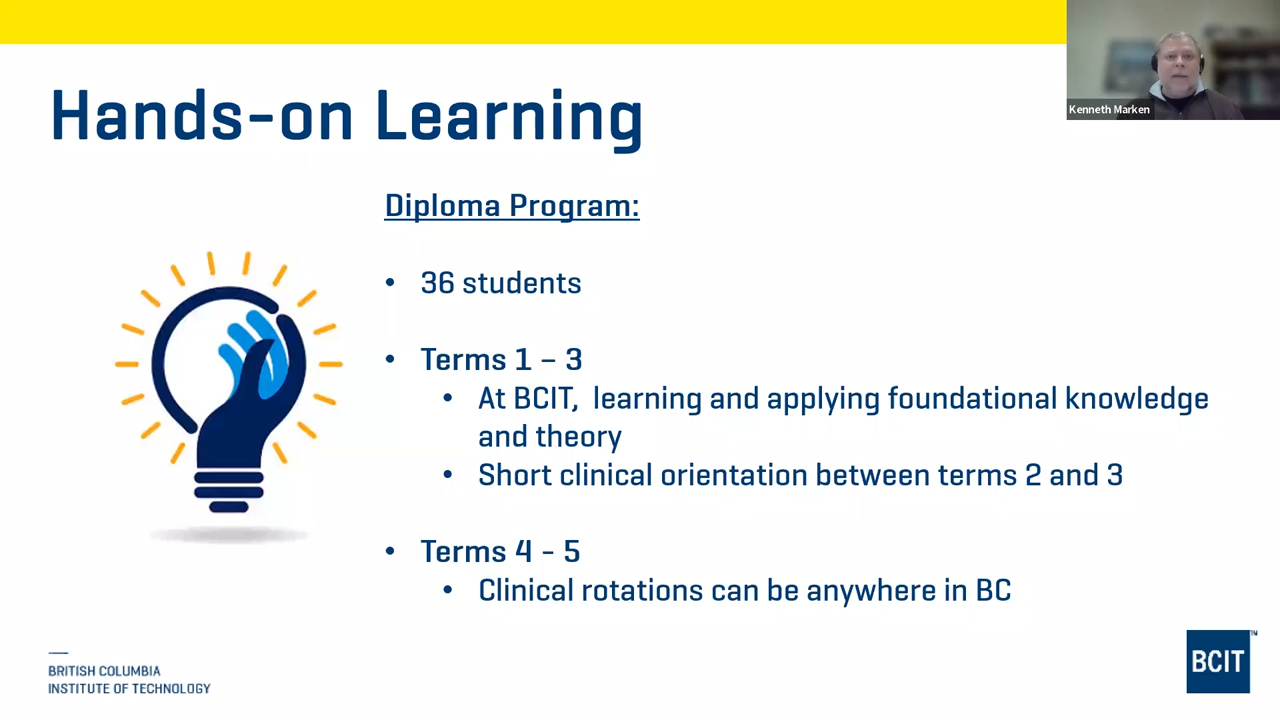 Kenneth Marken
Hands-on Learning
Diploma Program:
• 36 students
• Terms 1 – 3
• At BCIT, learning and applying foundational knowledge
and theory
• Short clinical orientation between terms 2 and 3
• Terms 4 - 5
• Clinical rotations can be anywhere in BC
BRITISH COLUMBIA
INSTITUTE OF TECHNOLOGY
BCIT™